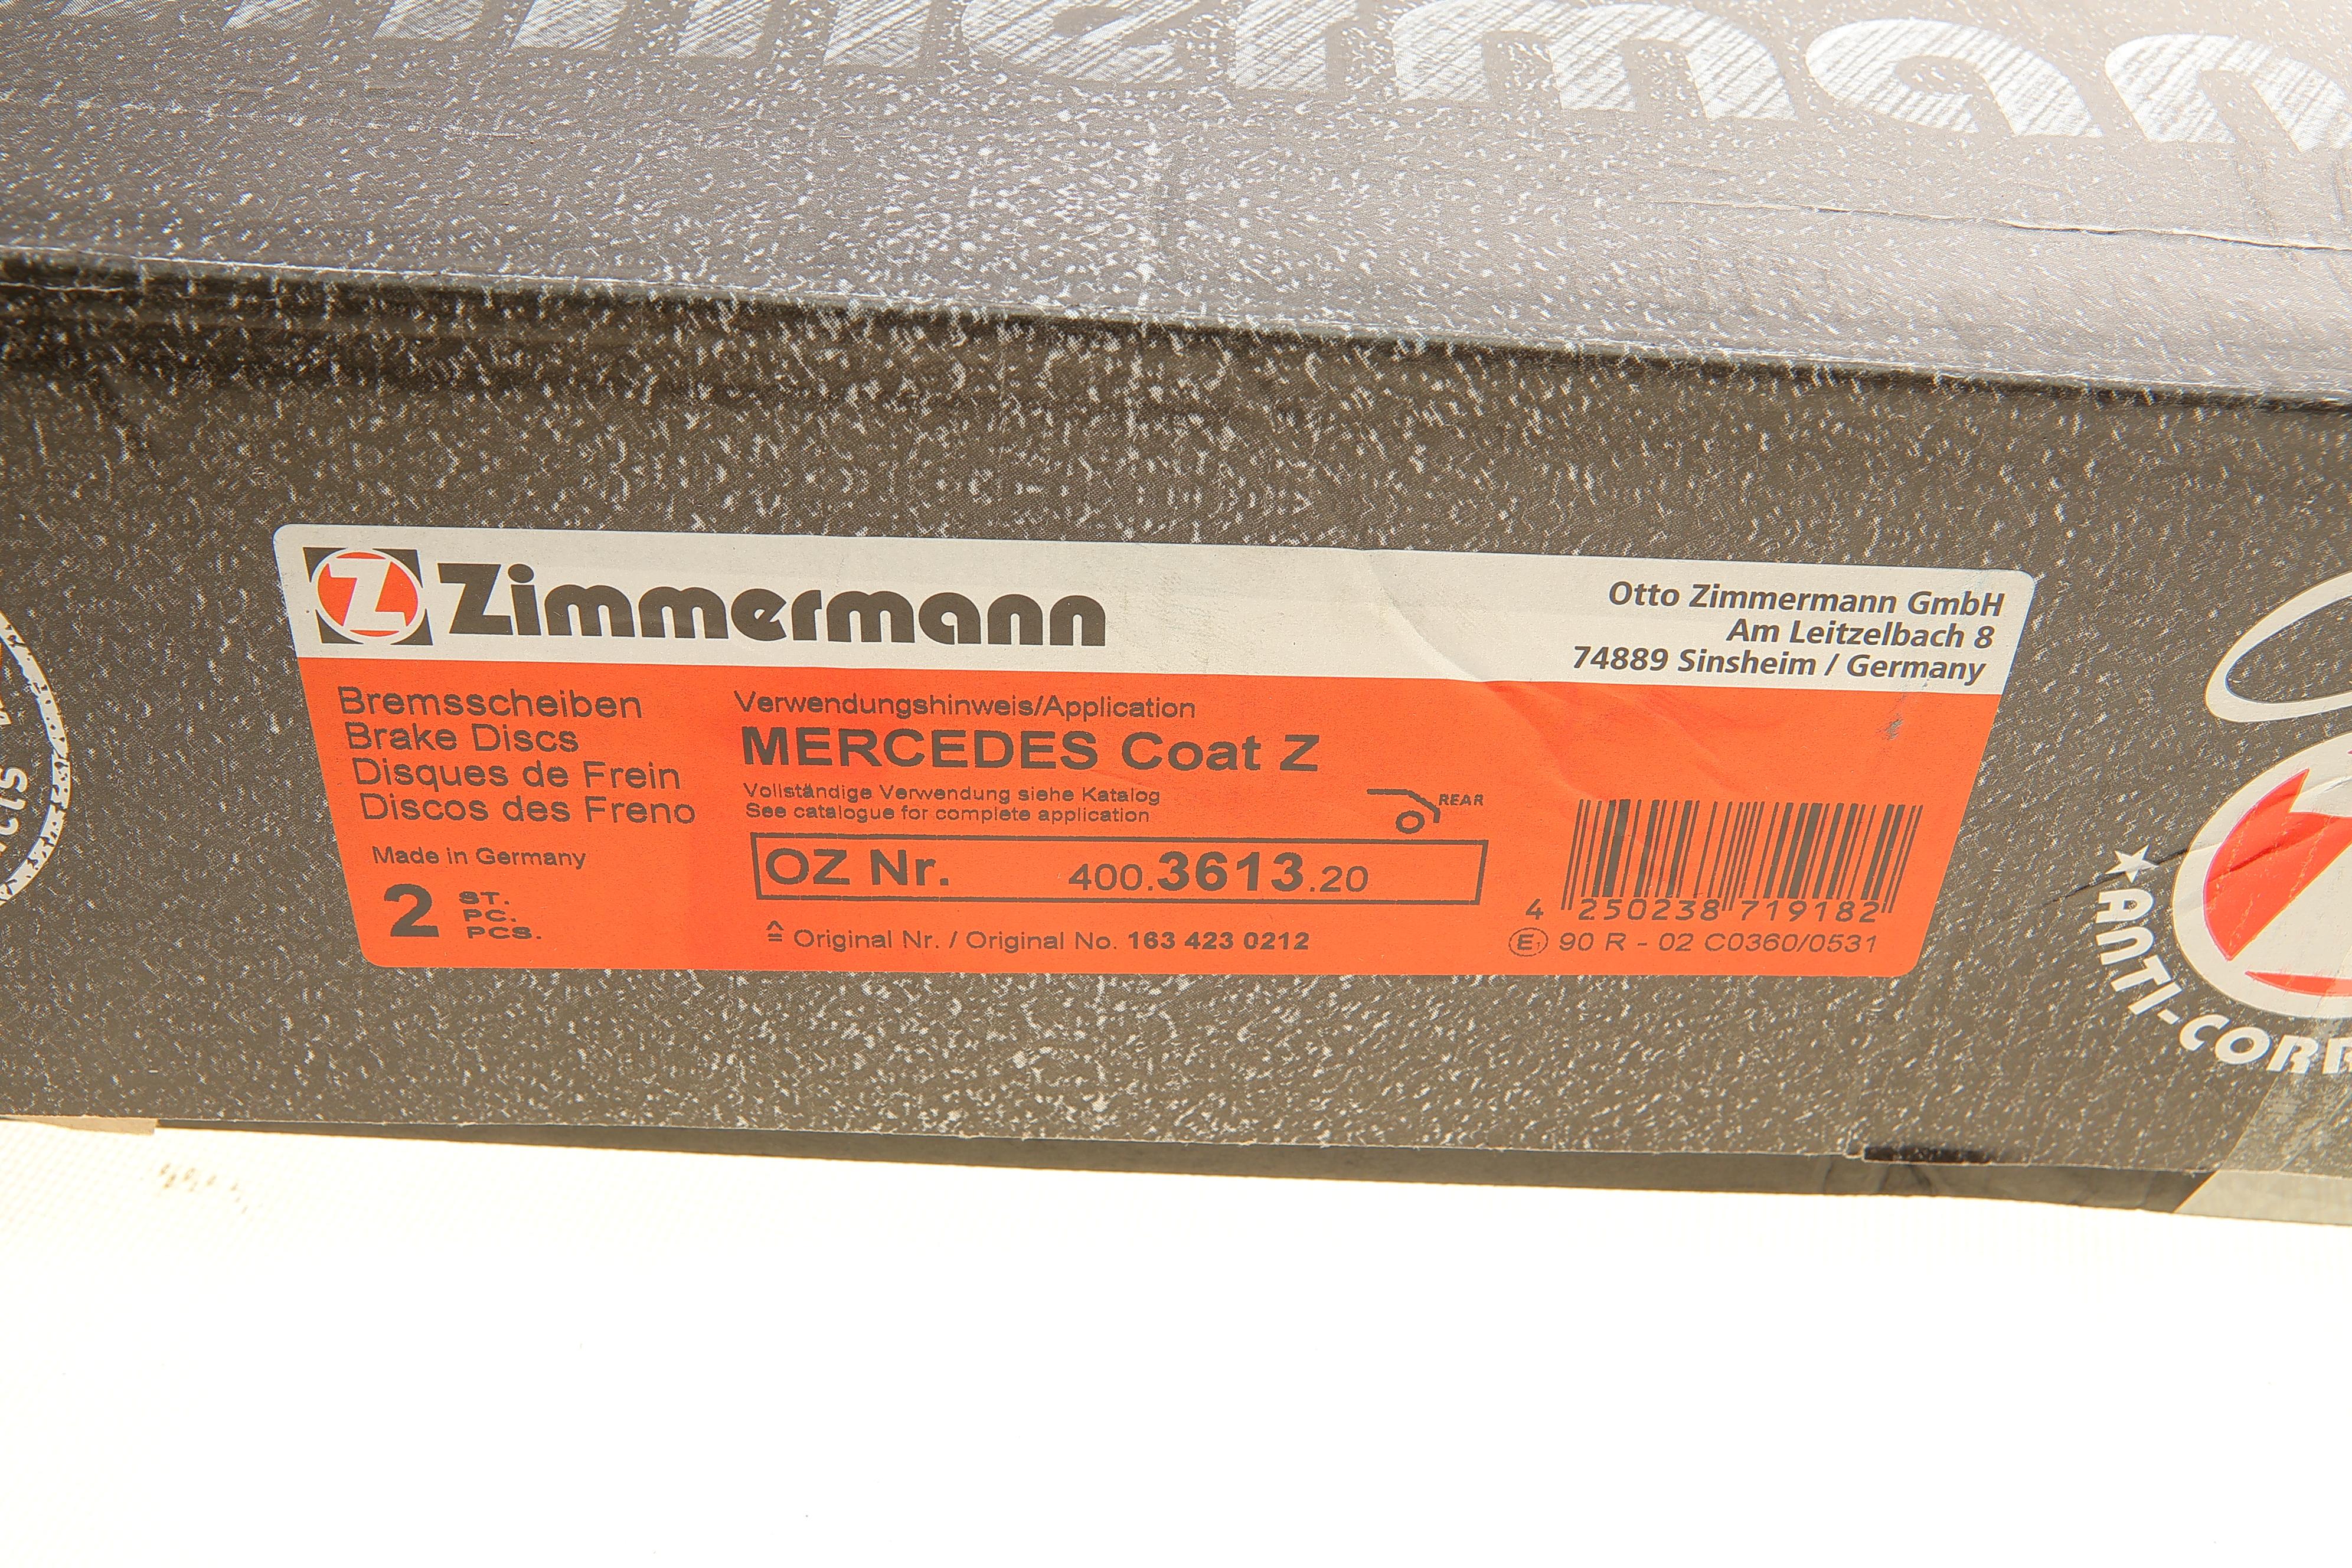 Zimmermann
Otto Zimmermann GmbH
Am Leitzelbach 8
74889 Sinsheim / Germany
Bremsscheiben
Brake Discs
Disques de Frein
Discos des Freno
Made in Germany
2 ST.
PC.
PCS.
Verwendungshinweis/Application
MERCEDES Coat Z
Vollständige Verwendung siehe Katalog
See catalogue for complete application
REAR
OZ Nr. 400.3613.20
≙ Original Nr. / Original No. 163 423 0212
4 250238 719182
E1 90 R - 02 C0360/0531